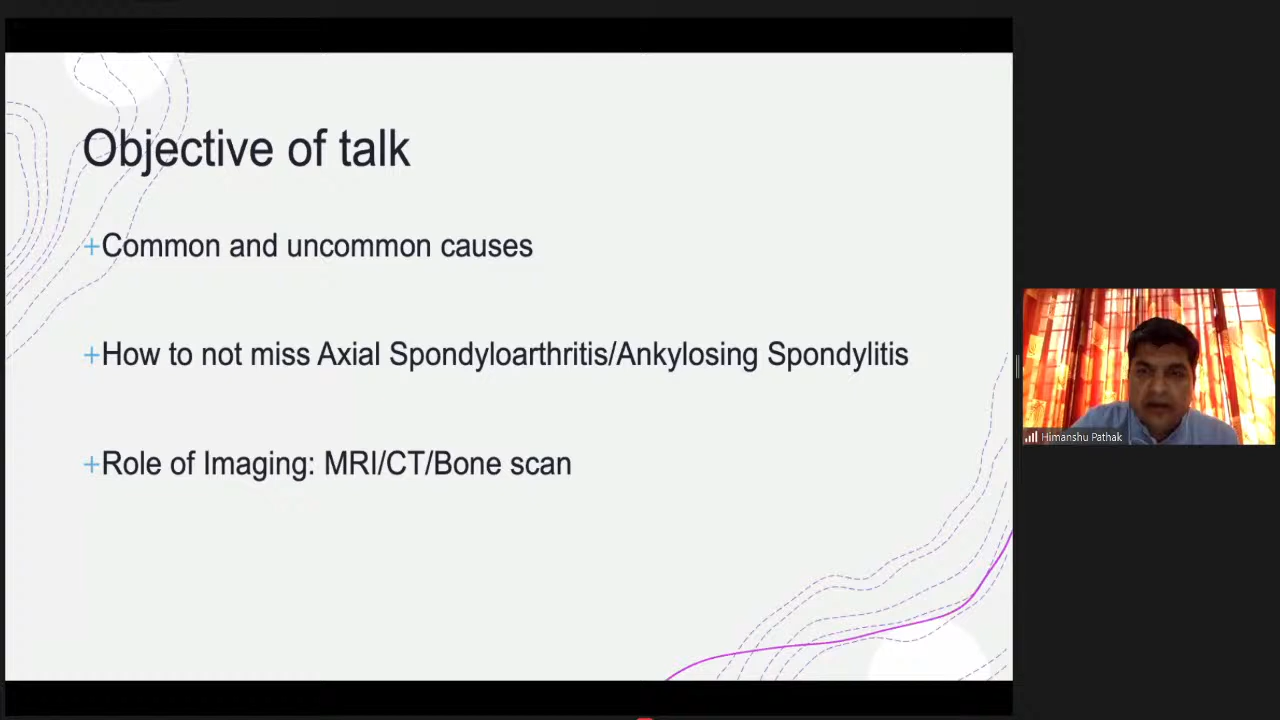 Objective of talk
+Common and uncommon causes
+How to not miss Axial Spondyloarthritis/Ankylosing Spondylitis
+Role of Imaging: MRI/CT/Bone scan
Himanshu Pathak